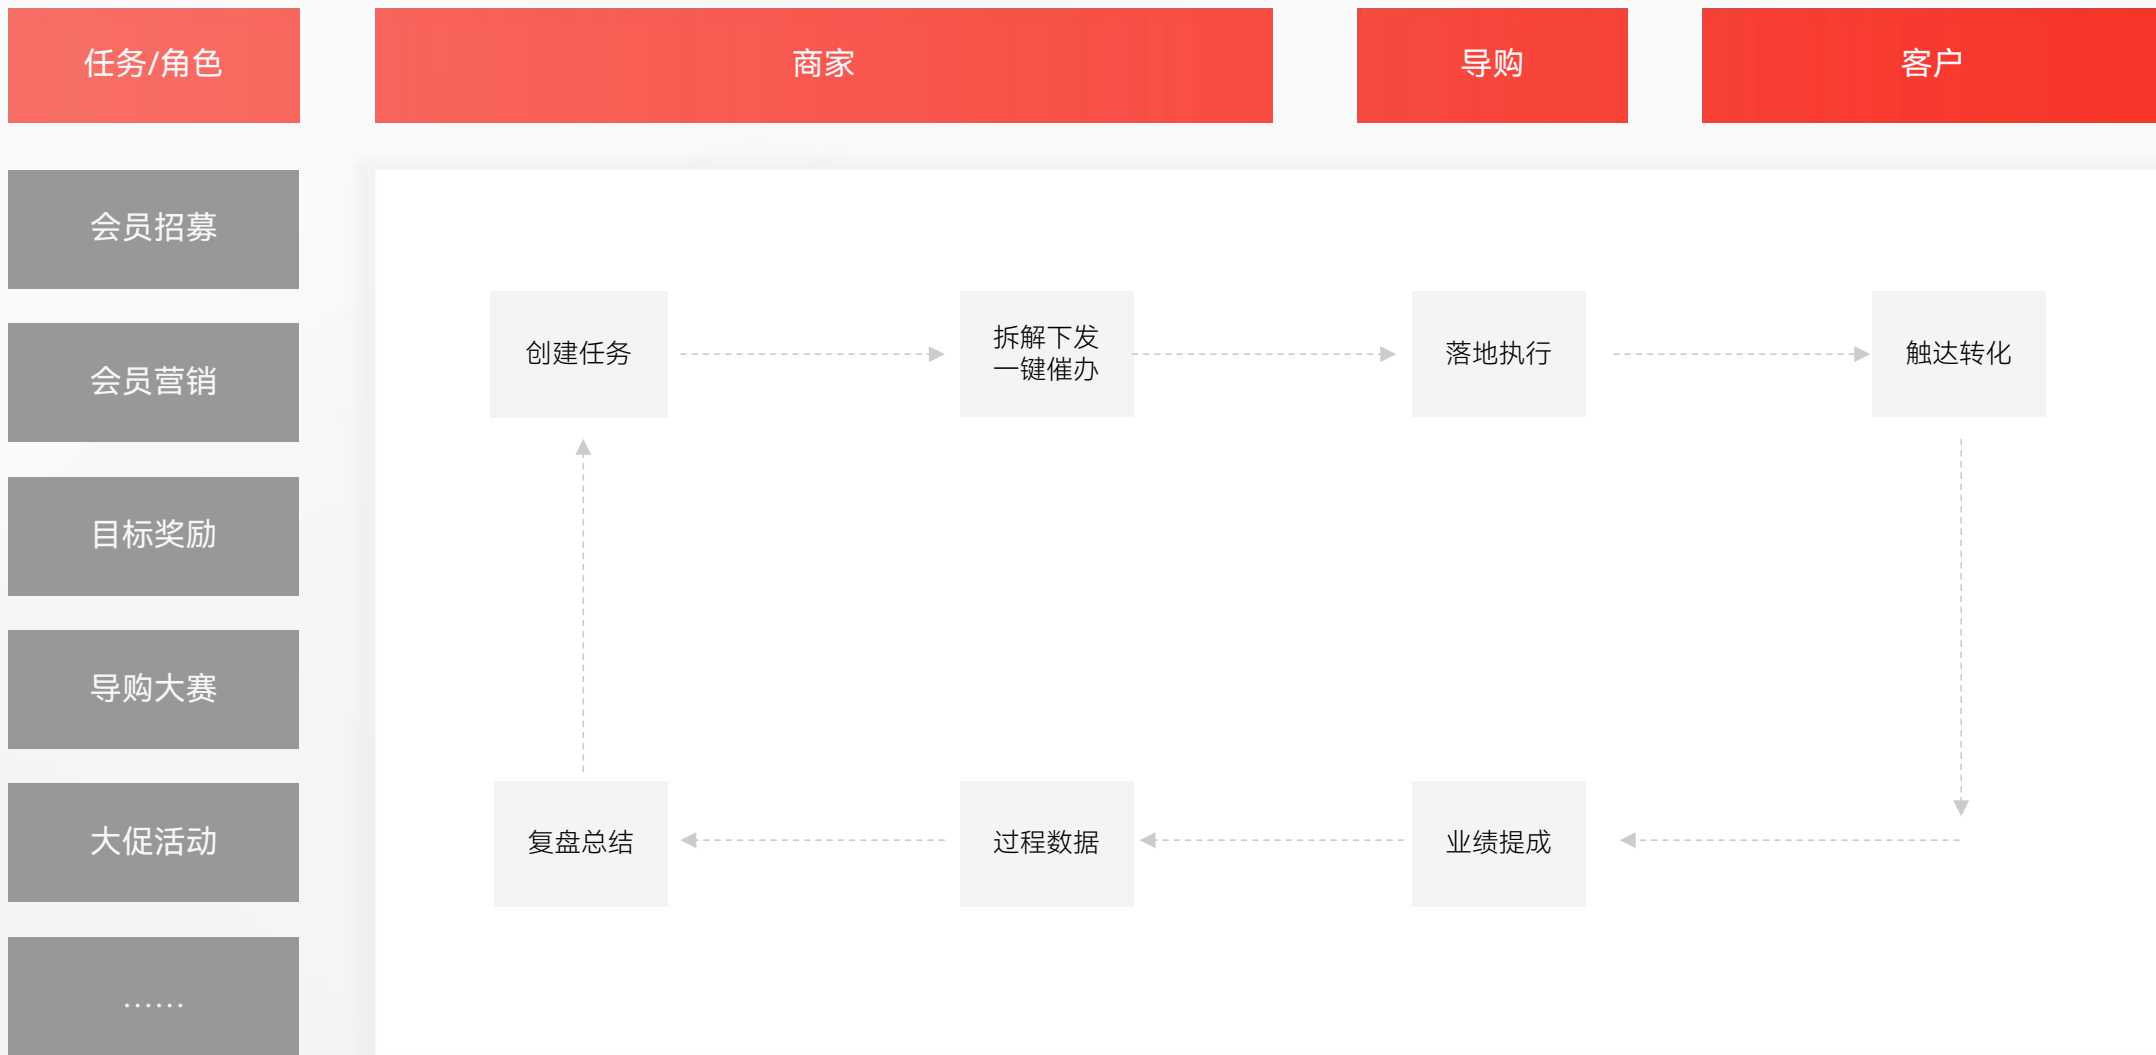 任务/角色
商家
导购
客户
会员招募
会员营销
目标奖励
导购大赛
大促活动
……
创建任务
拆解下发
一键催办
落地执行
触达转化
复盘总结
过程数据
业绩提成